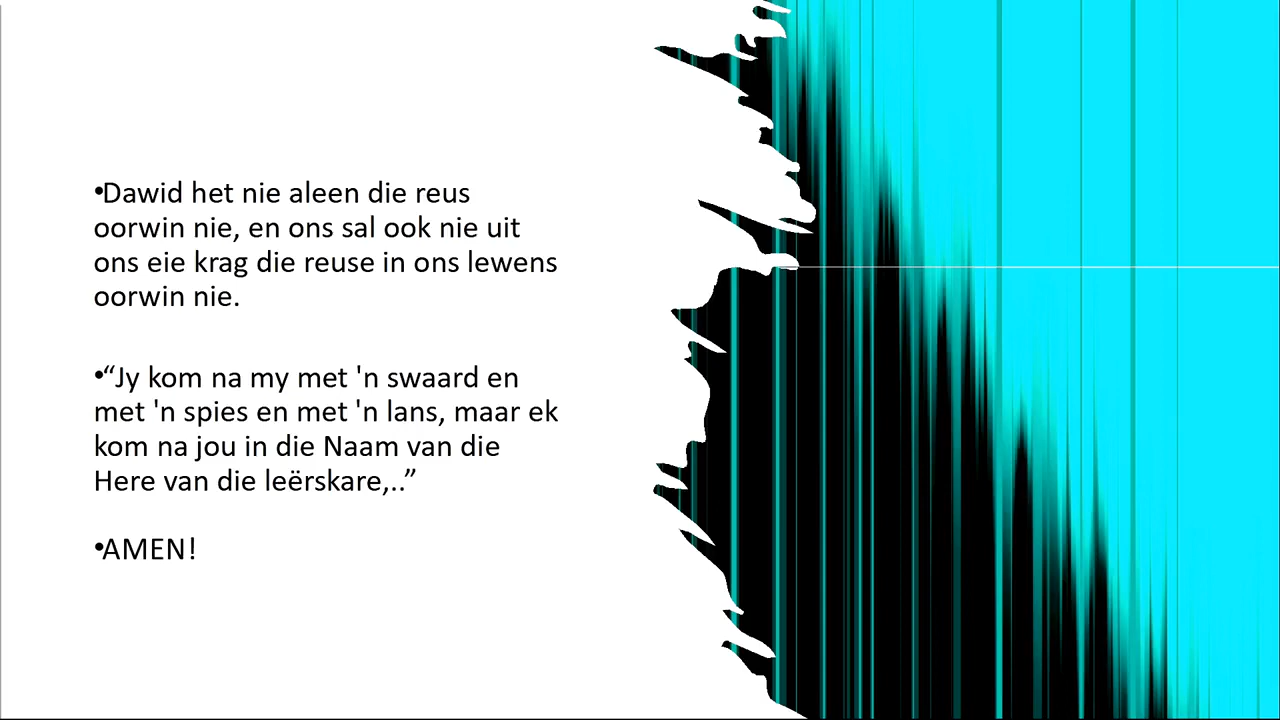 •Dawid het nie aleen die reus
oorwin nie, en ons sal ook nie uit
ons eie krag die reuse in ons lewens
oorwin nie.
•“Jy kom na my met 'n swaard en
met 'n spies en met 'n lans, maar ek
kom na jou in die Naam van die
Here van die leërskare,..”
•AMEN!